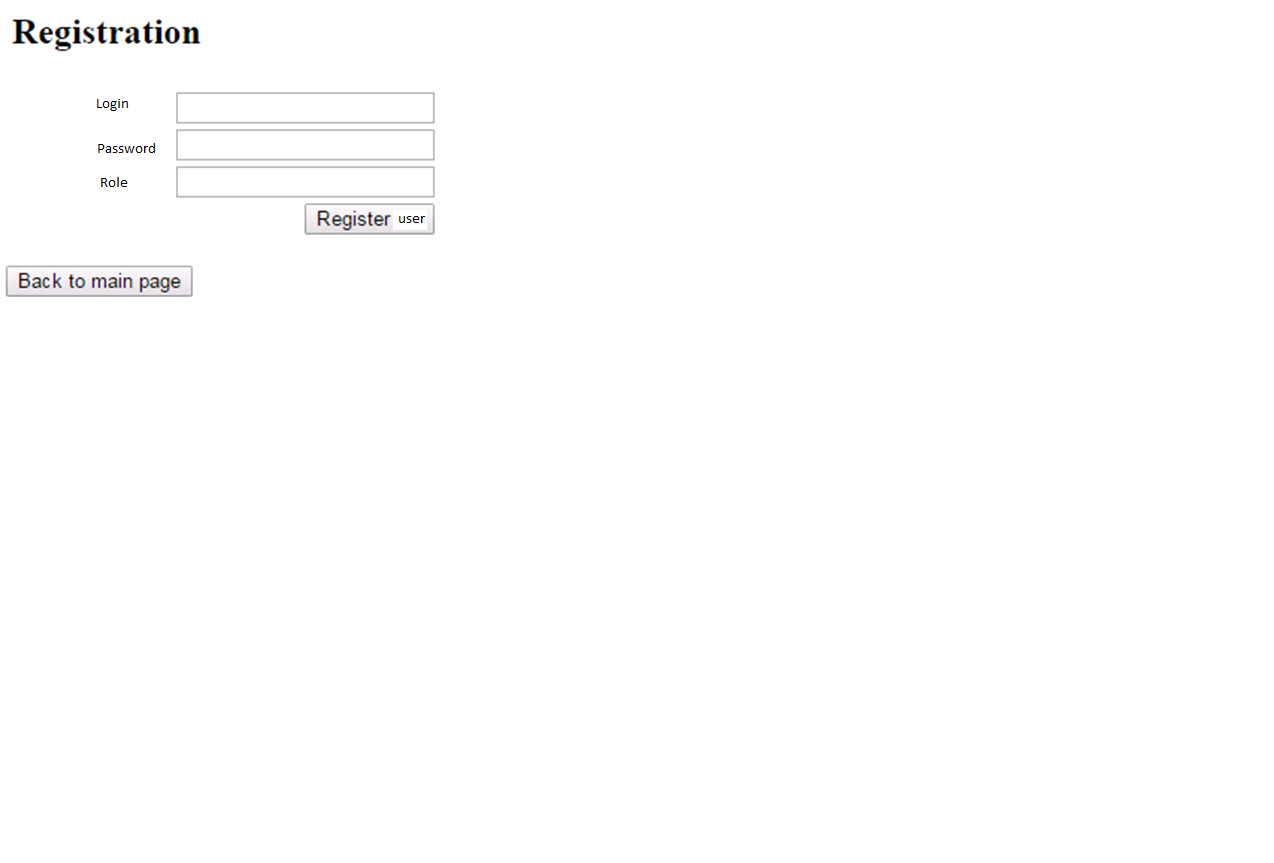 Registration
Login
Password
Role
Register user
Back to main page